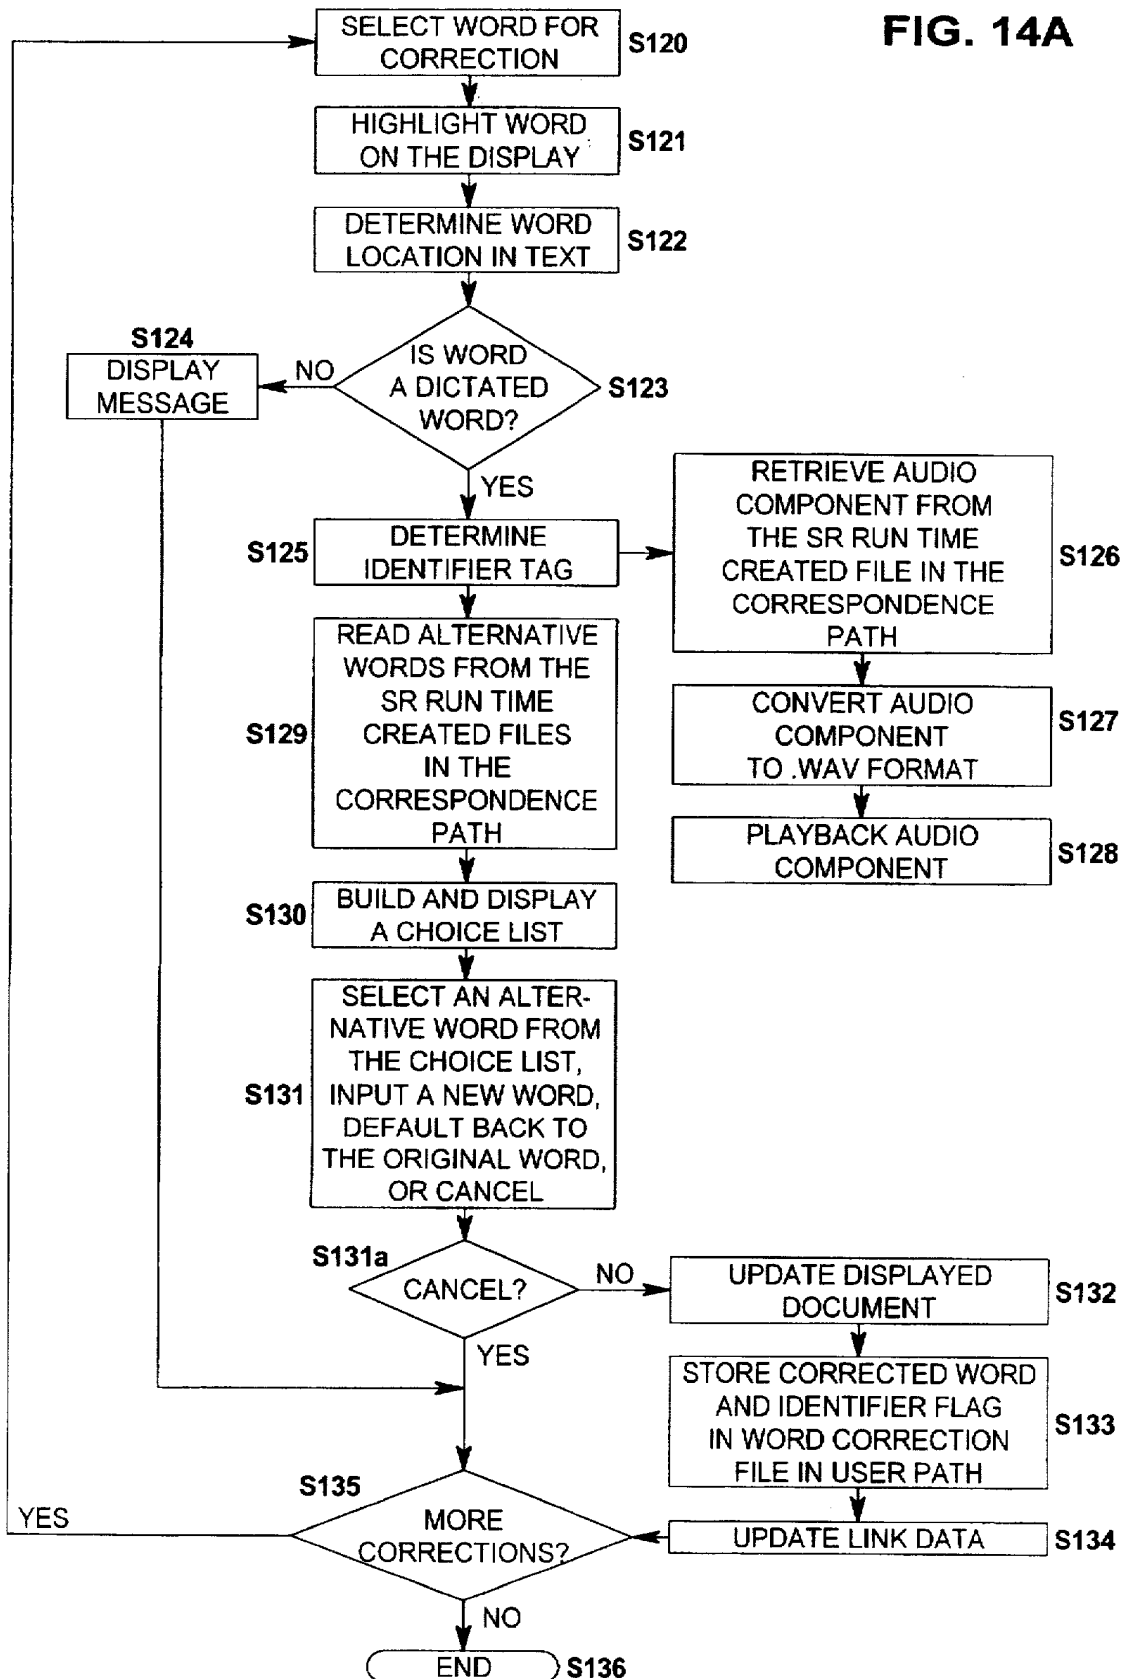 FIG. 14A
SELECT WORD FOR
CORRECTION
S120
HIGHLIGHT WORD
ON THE DISPLAY
S121
DETERMINE WORD
LOCATION IN TEXT
S122
IS WORD
A DICTATED
WORD?
S123
NO
S124
DISPLAY
MESSAGE
YES
S125
DETERMINE
IDENTIFIER TAG
RETRIEVE AUDIO
COMPONENT FROM
THE SR RUN TIME
CREATED FILE IN THE
CORRESPONDENCE
PATH
S126
CONVERT AUDIO
COMPONENT
TO .WAV FORMAT
S127
PLAYBACK AUDIO
COMPONENT
S128
S129
READ ALTERNATIVE
WORDS FROM THE
SR RUN TIME
CREATED FILES
IN THE
CORRESPONDENCE
PATH
S130
BUILD AND DISPLAY
A CHOICE LIST
S131
SELECT AN ALTER-
NATIVE WORD FROM
THE CHOICE LIST,
INPUT A NEW WORD,
DEFAULT BACK TO
THE ORIGINAL WORD,
OR CANCEL
S131a
CANCEL?
NO
UPDATE DISPLAYED
DOCUMENT
S132
YES
STORE CORRECTED WORD
AND IDENTIFIER FLAG
IN WORD CORRECTION
FILE IN USER PATH
S133
UPDATE LINK DATA
S134
S135
MORE
CORRECTIONS?
YES
NO
END
S136